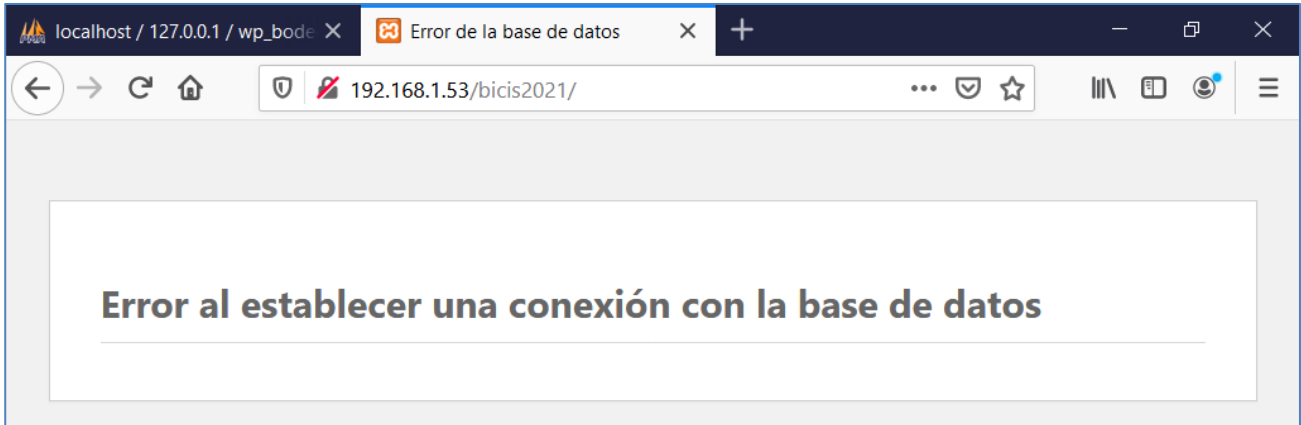 localhost / 127.0.0.1 / wp_bode
Error de la base de datos
192.168.1.53/bicis2021/
Error al establecer una conexión con la base de datos